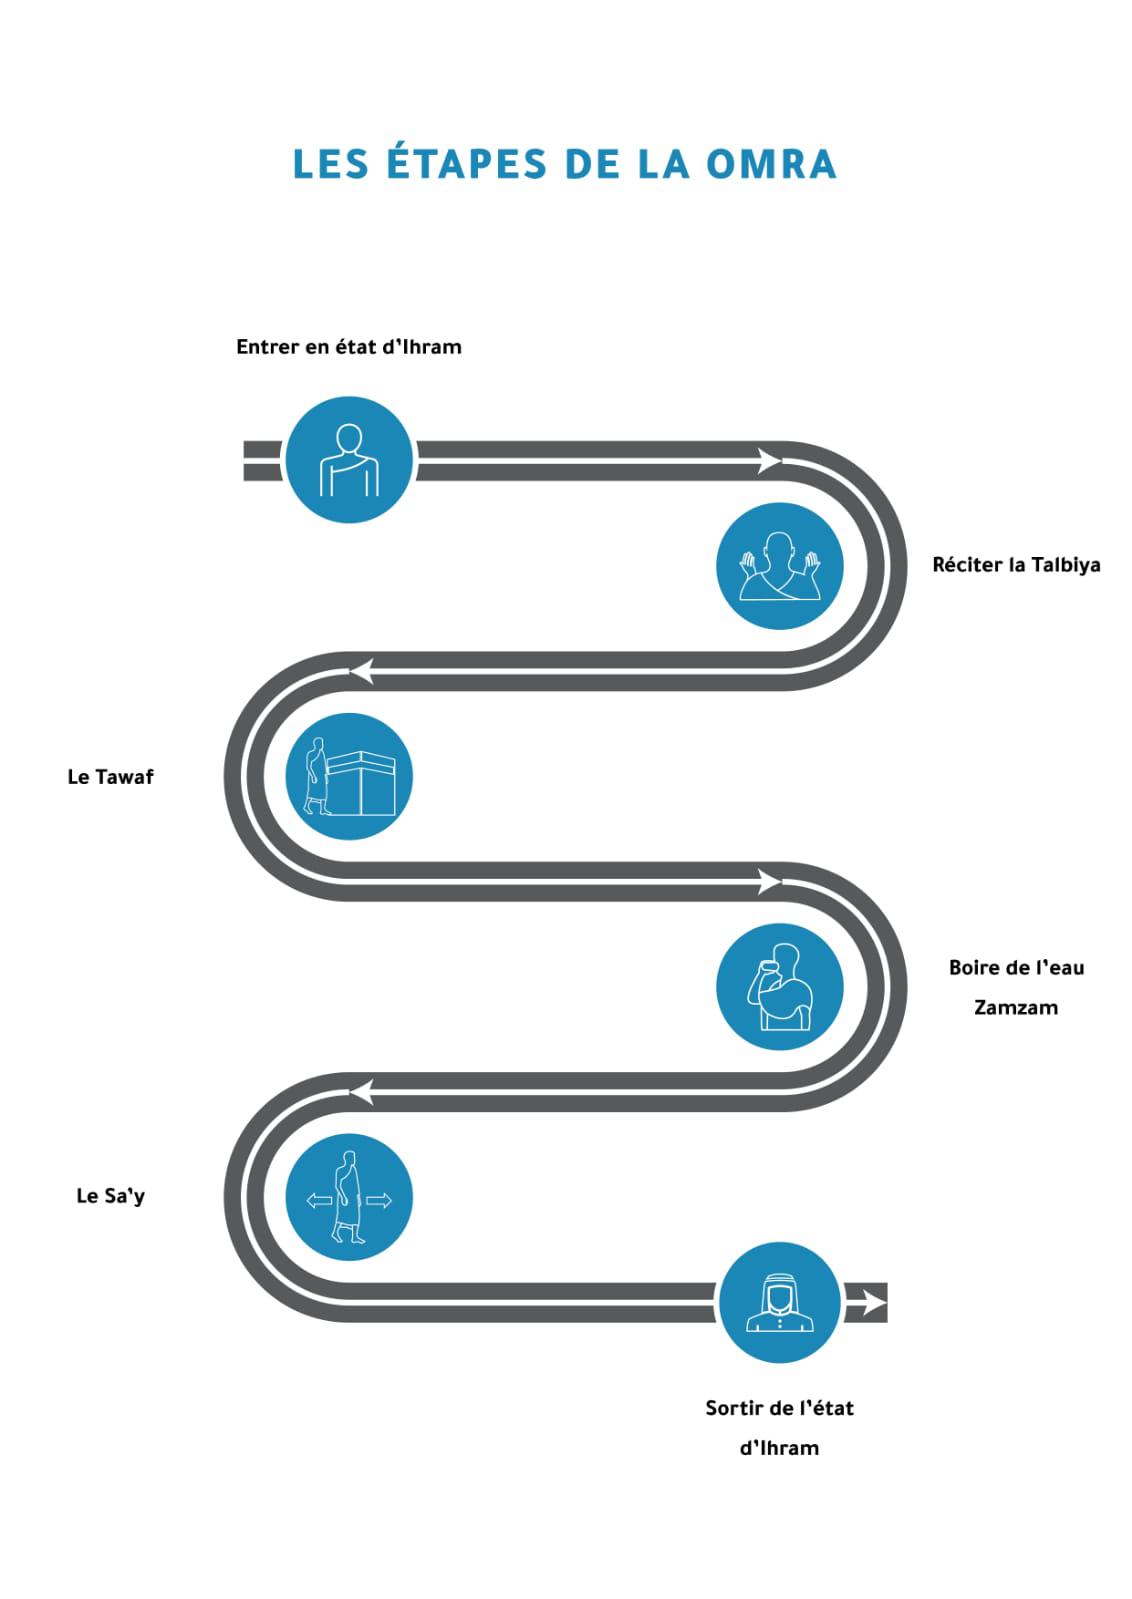 LES ÉTAPES DE LA OMRA
Entrer en état d’Ihram
Réciter la Talbiya
Le Tawaf
Boire de l’eau
Zamzam
Le Sa’y
Sortir de l’état
d’Ihram